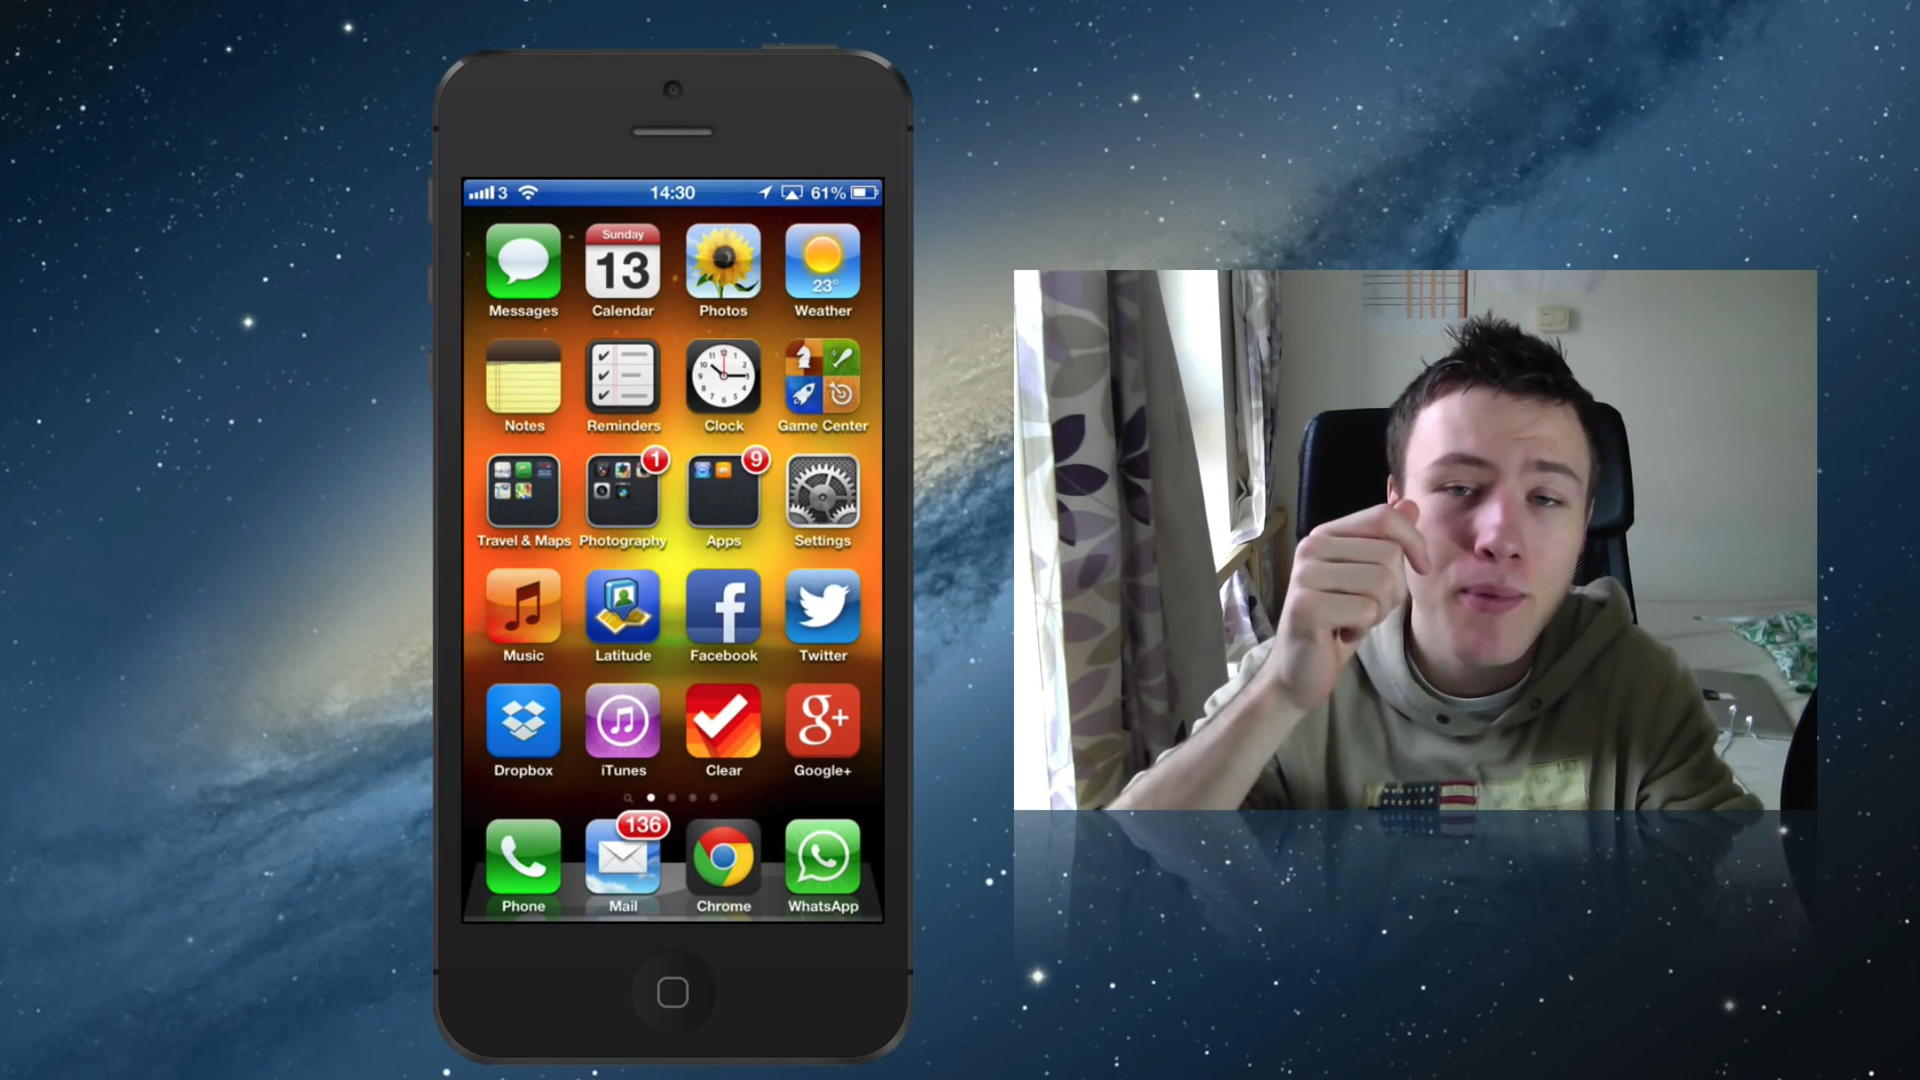 3 14:30 61%
Sunday
13 23°
Messages Calendar Photos Weather
Notes Reminders Clock Game Center
1 9
Travel & Maps Photography Apps Settings
f
Music Latitude Facebook Twitter
g+
Dropbox iTunes Clear Google+
136
Phone Mail Chrome WhatsApp